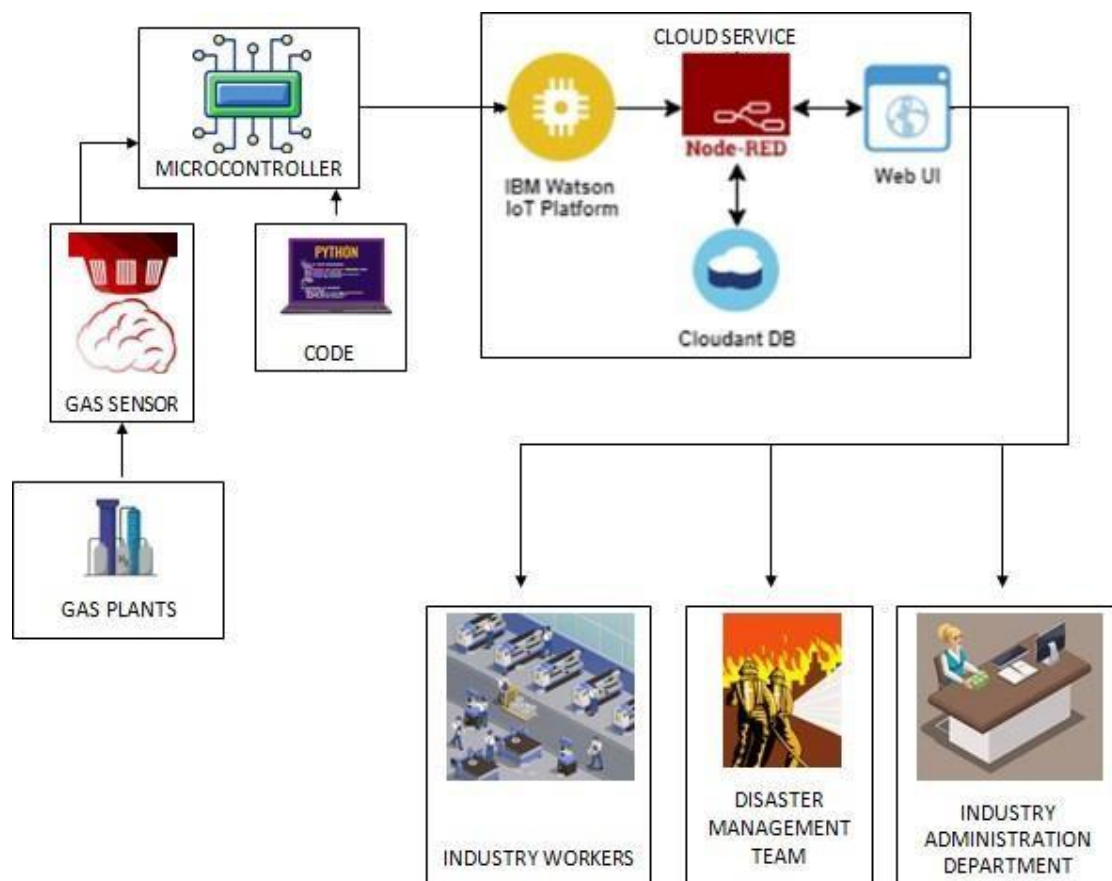 CLOUD SERVICE
MICROCONTROLLER
Node-RED
IBM Watson
IoT Platform
Web UI
PYTHON
CODE
Cloudant DB
GAS SENSOR
GAS PLANTS
INDUSTRY WORKERS
DISASTER
MANAGEMENT
TEAM
INDUSTRY
ADMINISTRATION
DEPARTMENT